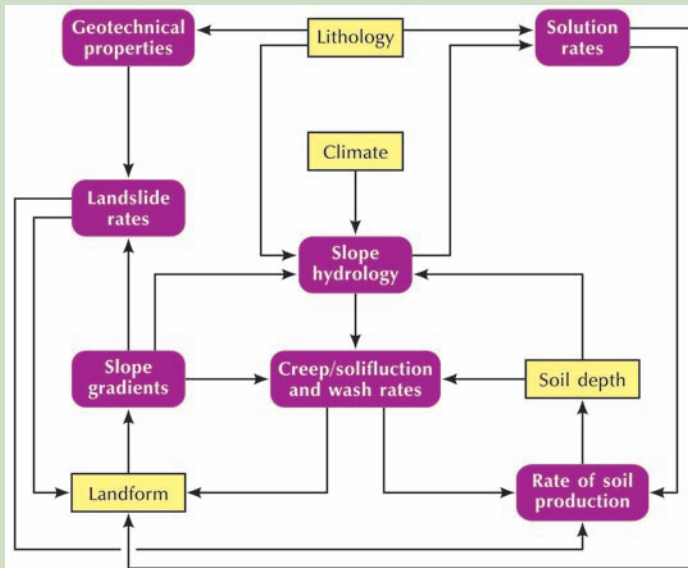 Geotechnical
properties
Lithology
Solution
rates
Climate
Landslide
rates
Slope
hydrology
Slope
gradients
Creep/solifluction
and wash rates
Soil depth
Landform
Rate of soil
production